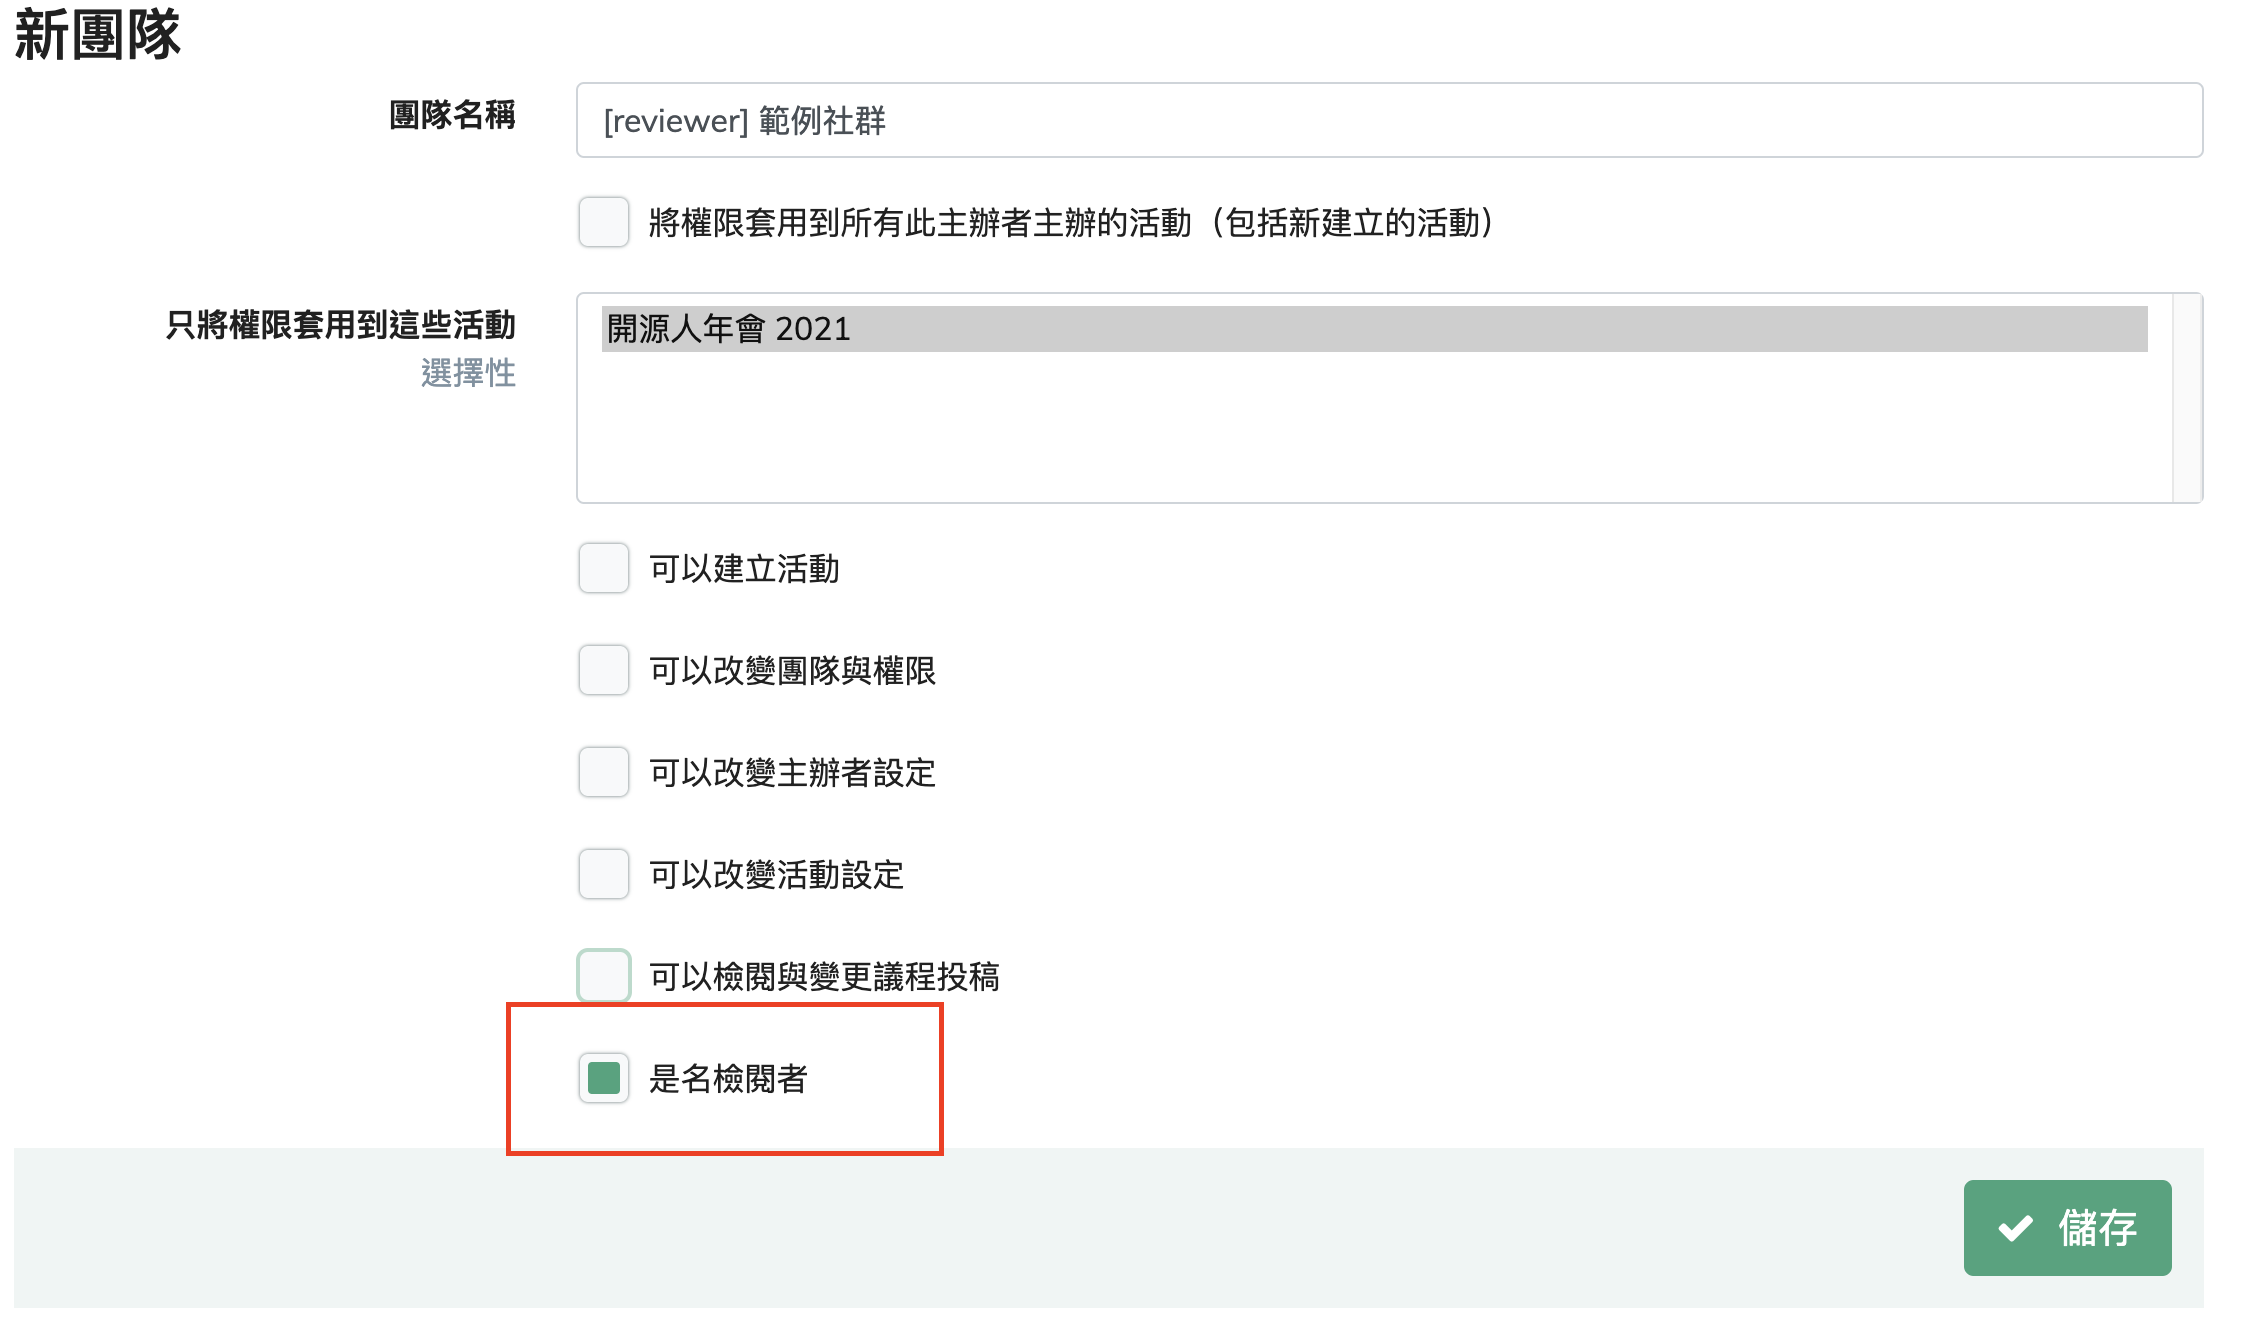 新團隊
團隊名稱
[reviewer] 範例社群
將權限套用到所有此主辦者主辦的活動（包括新建立的活動）
只將權限套用到這些活動
選擇性
開源人年會 2021
可以建立活動
可以改變團隊與權限
可以改變主辦者設定
可以改變活動設定
可以檢閱與變更議程投稿
是名檢閱者
儲存